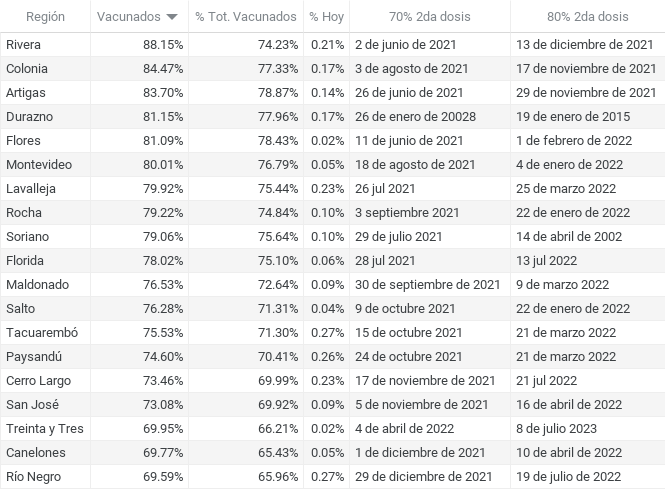 Región Vacunados % Tot. Vacunados % Hoy 70% 2da dosis 80% 2da dosis
Rivera 88.15% 74.23% 0.21% 2 de junio de 2021 13 de diciembre de 2021
Colonia 84.47% 77.33% 0.17% 3 de agosto de 2021 17 de noviembre de 2021
Artigas 83.70% 78.87% 0.14% 26 de junio de 2021 29 de noviembre de 2021
Durazno 81.15% 77.96% 0.17% 26 de enero de 20028 19 de enero de 2015
Flores 81.09% 78.43% 0.02% 11 de junio de 2021 1 de febrero de 2022
Montevideo 80.01% 76.79% 0.05% 18 de agosto de 2021 4 de enero de 2022
Lavalleja 79.92% 75.44% 0.23% 26 jul 2021 25 de marzo 2022
Rocha 79.22% 74.84% 0.10% 3 septiembre 2021 22 de enero de 2022
Soriano 79.06% 75.64% 0.10% 29 de julio 2021 14 de abril de 2002
Florida 78.02% 75.10% 0.06% 28 jul 2021 13 jul 2022
Maldonado 76.53% 72.64% 0.09% 30 de septiembre de 2021 9 de marzo 2022
Salto 76.28% 71.31% 0.04% 9 de octubre 2021 22 de enero de 2022
Tacuarembó 75.53% 71.30% 0.27% 15 de octubre 2021 21 de marzo 2022
Paysandú 74.60% 70.41% 0.26% 24 de octubre 2021 21 de marzo 2022
Cerro Largo 73.46% 69.99% 0.23% 17 de noviembre de 2021 21 jul 2022
San José 73.08% 69.92% 0.09% 5 de noviembre de 2021 16 de abril de 2022
Treinta y Tres 69.95% 66.21% 0.02% 4 de abril de 2022 8 de julio 2023
Canelones 69.77% 65.43% 0.05% 1 de diciembre de 2021 10 de abril de 2022
Río Negro 69.59% 65.96% 0.27% 29 de diciembre de 2021 19 de julio de 2022